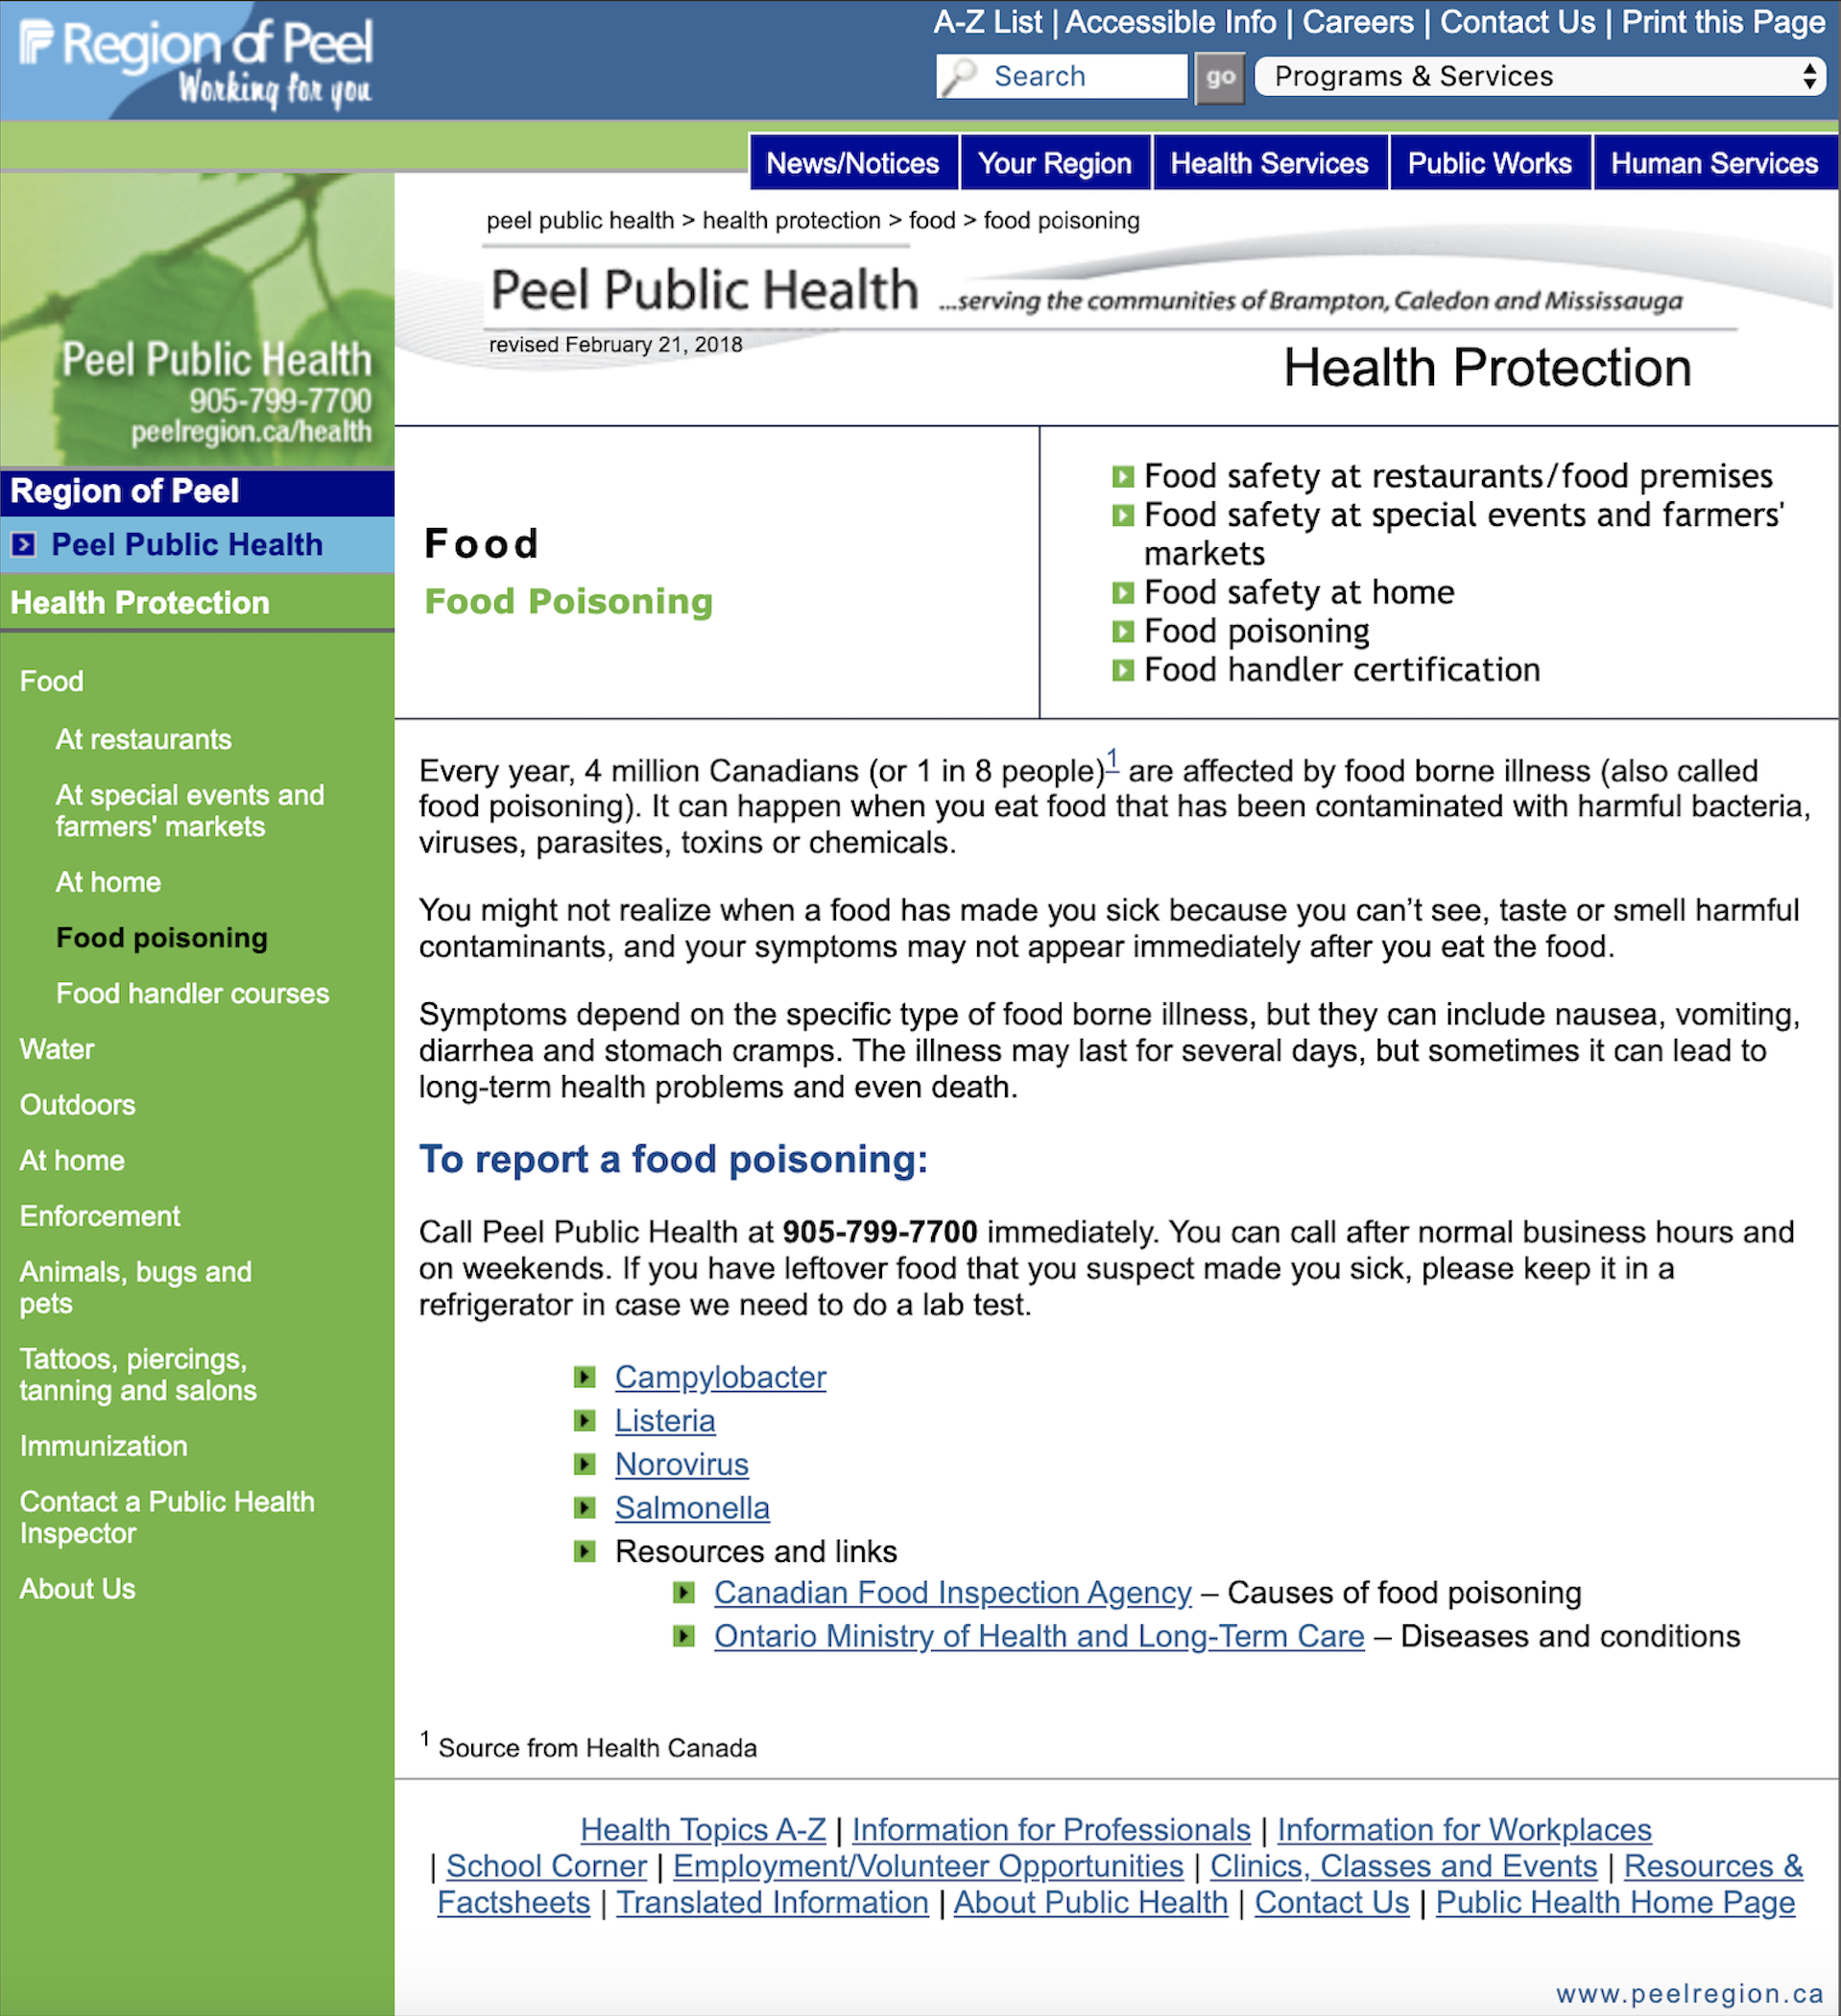 Region of Peel
Working for you
A-Z List | Accessible Info | Careers | Contact Us | Print this Page
Search
go
Programs & Services
News/Notices
Your Region
Health Services
Public Works
Human Services
Peel Public Health
905-799-7700
peelregion.ca/health
Region of Peel
Peel Public Health
Health Protection
Food
At restaurants
At special events and
farmers' markets
At home
Food poisoning
Food handler courses
Water
Outdoors
At home
Enforcement
Animals, bugs and
pets
Tattoos, piercings,
tanning and salons
Immunization
Contact a Public Health
Inspector
About Us
peel public health > health protection > food > food poisoning
Peel Public Health ...serving the communities of Brampton, Caledon and Mississauga
revised February 21, 2018
Health Protection
Food
Food Poisoning
Food safety at restaurants/food premises
Food safety at special events and farmers'
markets
Food safety at home
Food poisoning
Food handler certification
Every year, 4 million Canadians (or 1 in 8 people)1 are affected by food borne illness (also called
food poisoning). It can happen when you eat food that has been contaminated with harmful bacteria,
viruses, parasites, toxins or chemicals.
You might not realize when a food has made you sick because you can’t see, taste or smell harmful
contaminants, and your symptoms may not appear immediately after you eat the food.
Symptoms depend on the specific type of food borne illness, but they can include nausea, vomiting,
diarrhea and stomach cramps. The illness may last for several days, but sometimes it can lead to
long-term health problems and even death.
To report a food poisoning:
Call Peel Public Health at 905-799-7700 immediately. You can call after normal business hours and
on weekends. If you have leftover food that you suspect made you sick, please keep it in a
refrigerator in case we need to do a lab test.
Campylobacter
Listeria
Norovirus
Salmonella
Resources and links
Canadian Food Inspection Agency – Causes of food poisoning
Ontario Ministry of Health and Long-Term Care – Diseases and conditions
1 Source from Health Canada
Health Topics A-Z | Information for Professionals | Information for Workplaces
| School Corner | Employment/Volunteer Opportunities | Clinics, Classes and Events | Resources &
Factsheets | Translated Information | About Public Health | Contact Us | Public Health Home Page
www.peelregion.ca